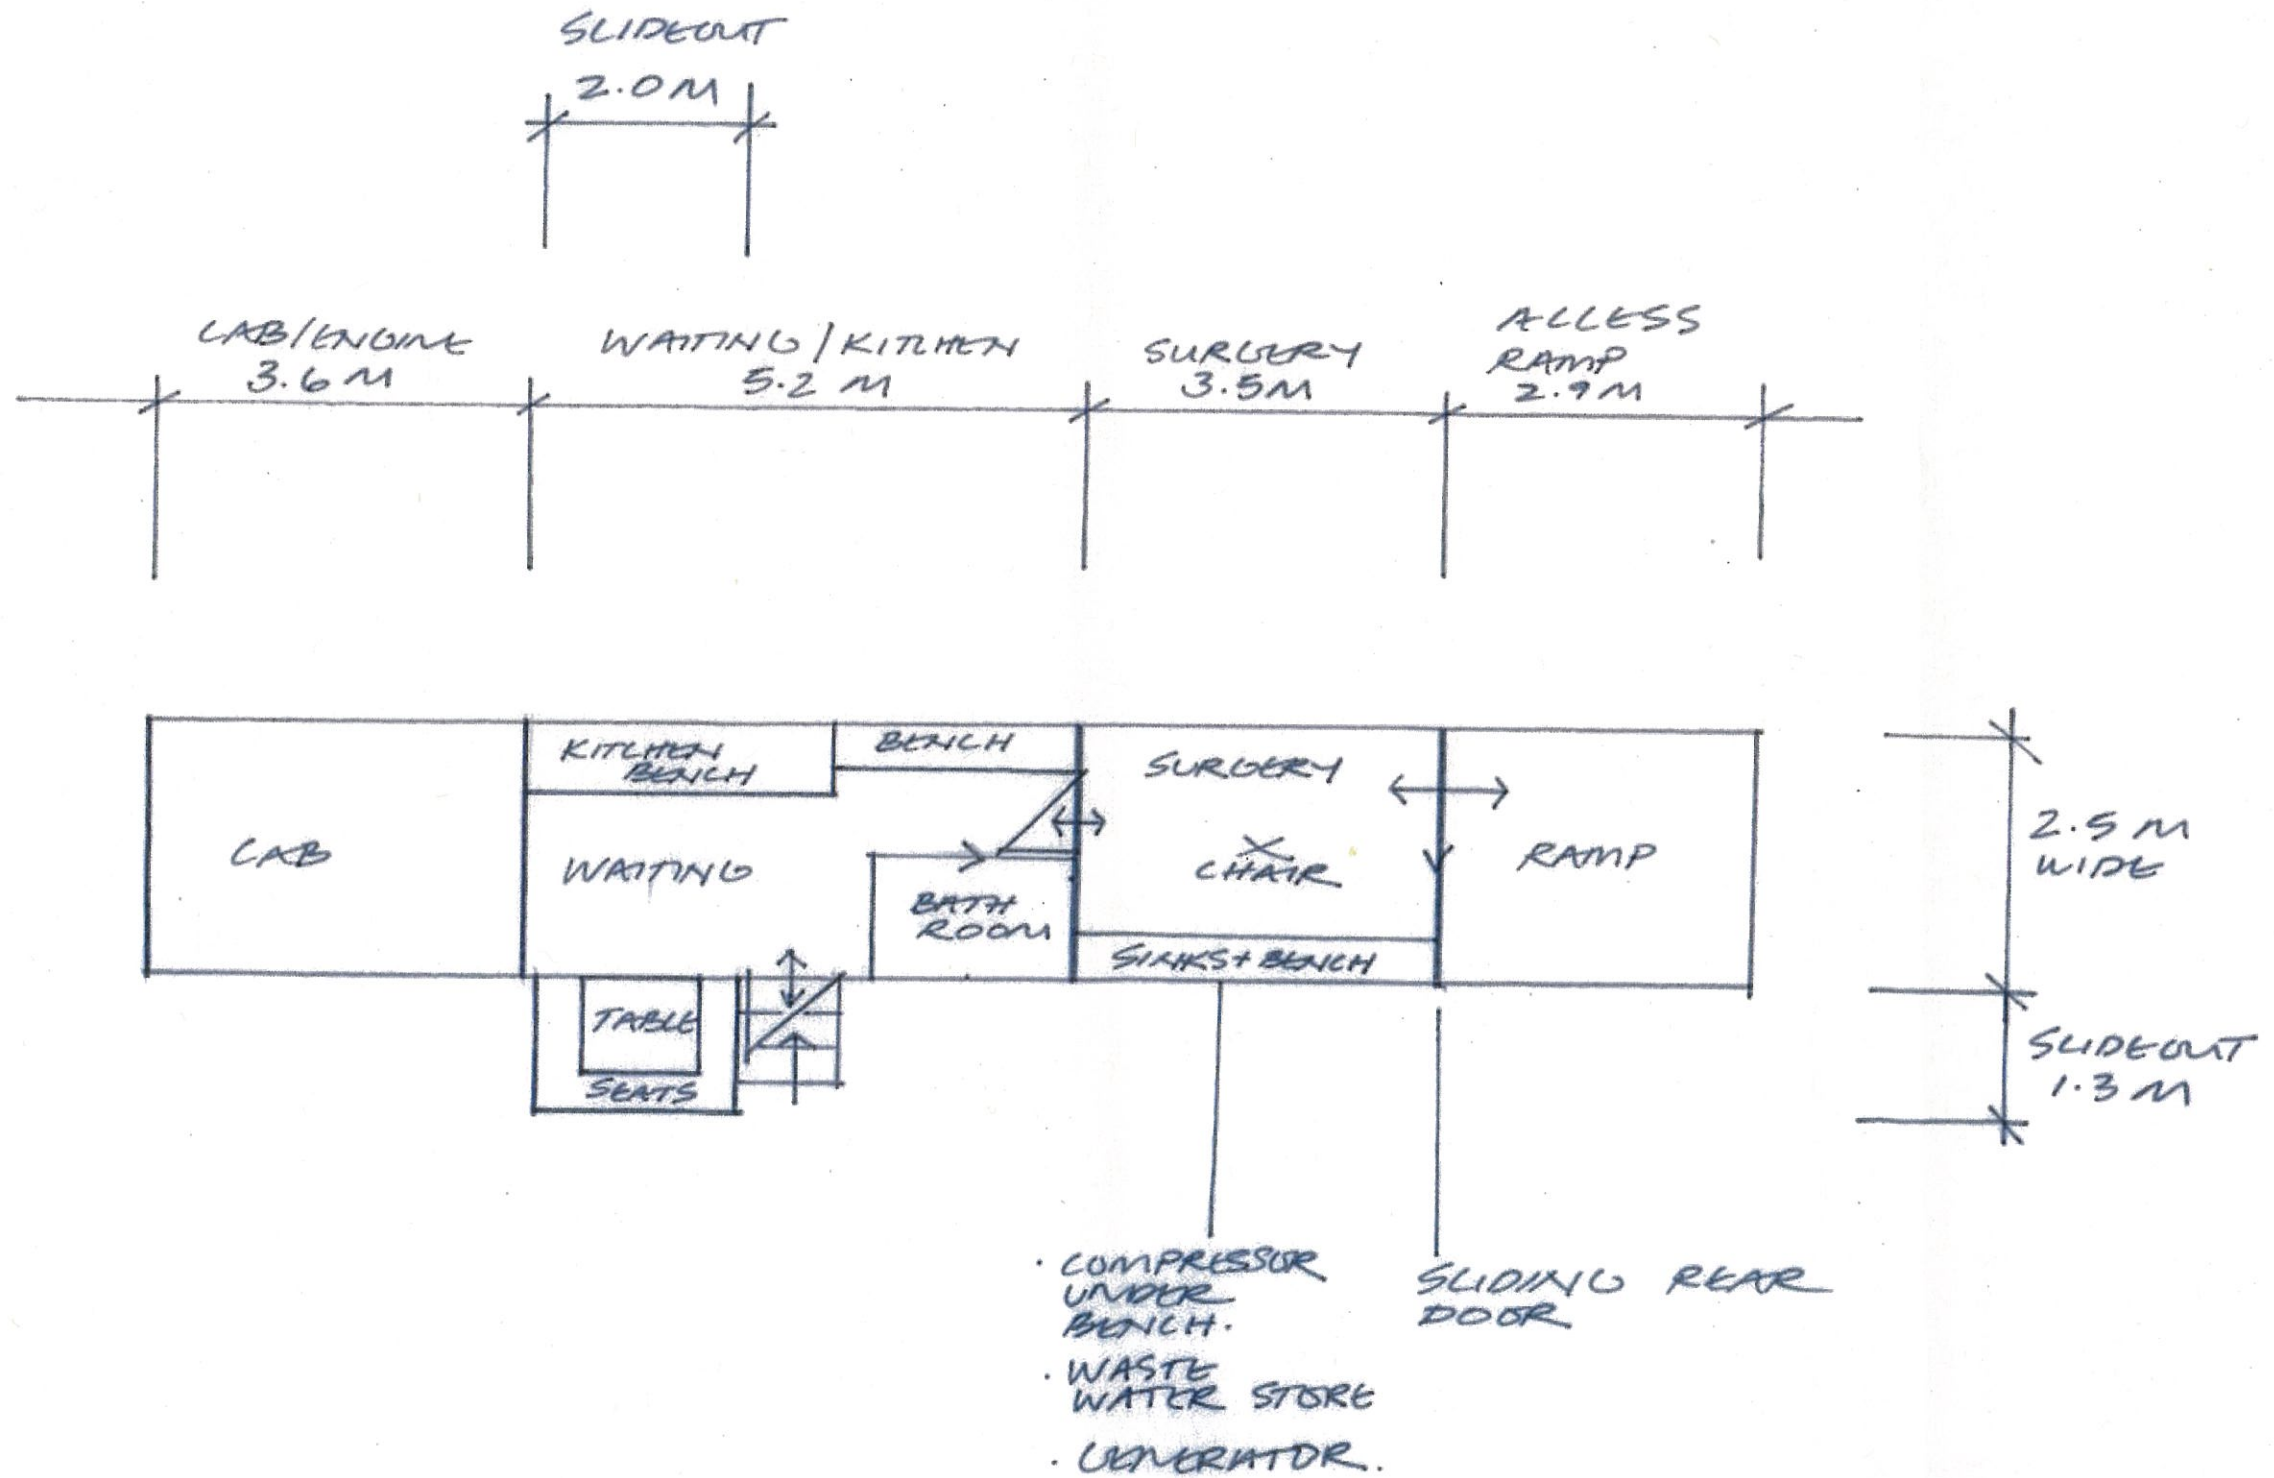 SLIDEOUT
2.0 M
CAB/ENGINE
3.6 M
WAITING/KITCHEN
5.2 M
SURGERY
3.5M
ACCESS
RAMP
2.9M
KITCHEN
BENCH
BENCH
SURGERY
CAB
WAITING
CHAIR
RAMP
BATH
ROOM
SINKS + BENCH
TABLE
SEATS
2.5 M
WIDE
SLIDEOUT
1.3 M
· COMPRESSOR
UNDER
BENCH.
· WASTE
WATER STORE
· GENERATOR.
SLIDING REAR
DOOR